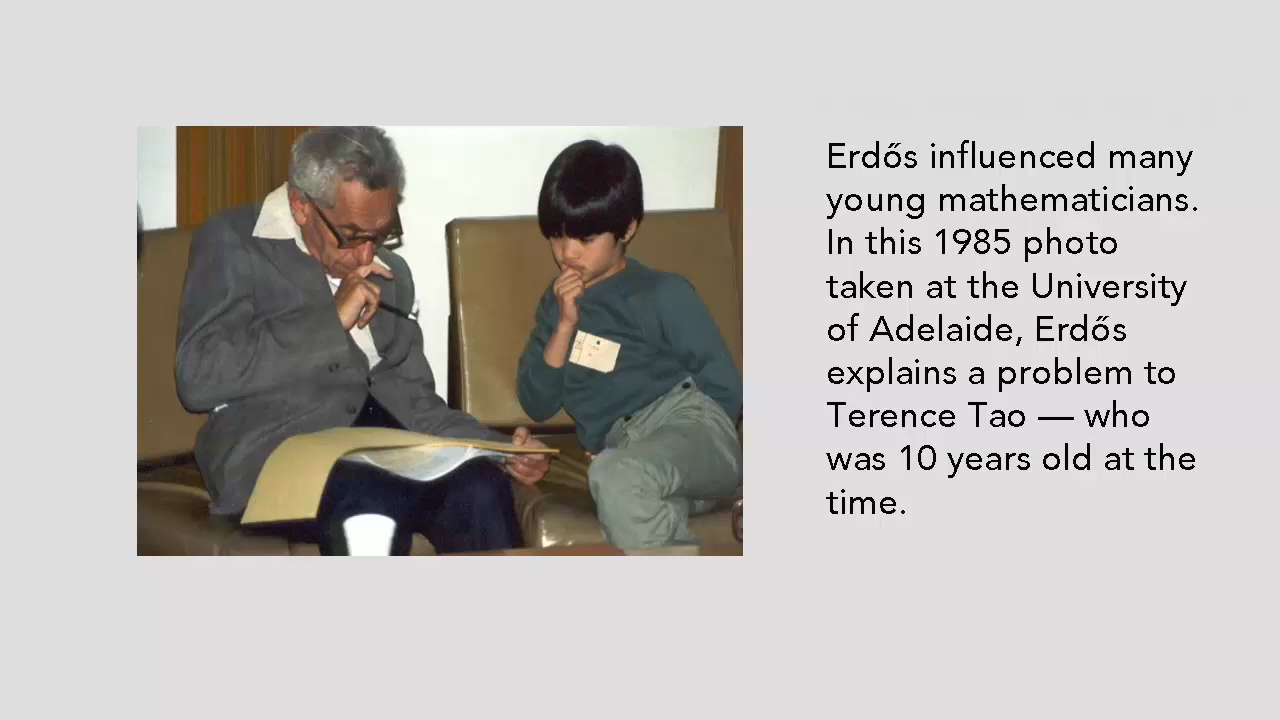 Erdős influenced many
young mathematicians.
In this 1985 photo
taken at the University
of Adelaide, Erdős
explains a problem to
Terence Tao — who
was 10 years old at the
time.